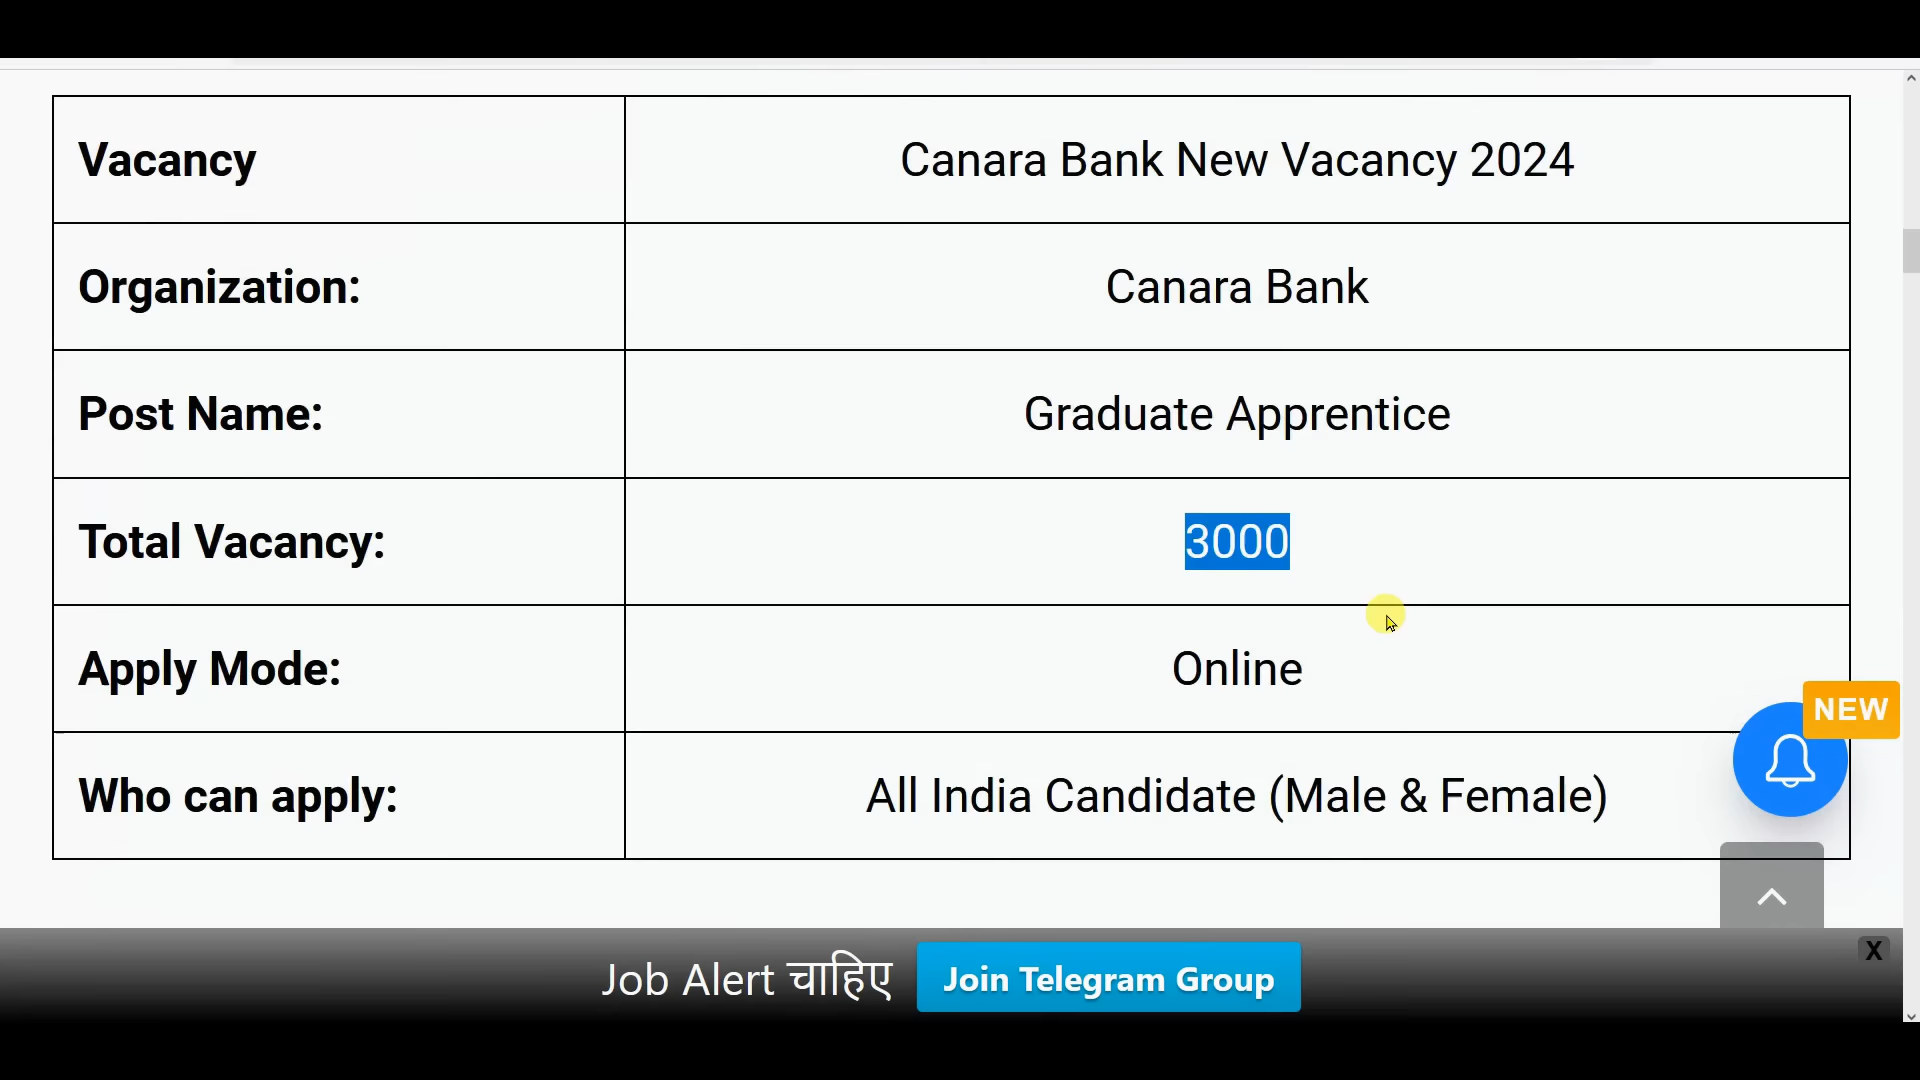 Vacancy
Canara Bank New Vacancy 2024
Organization:
Canara Bank
Post Name:
Graduate Apprentice
Total Vacancy:
3000
Apply Mode:
Online
NEW
Who can apply:
All India Candidate (Male & Female)
Job Alert चाहिए
Join Telegram Group
X